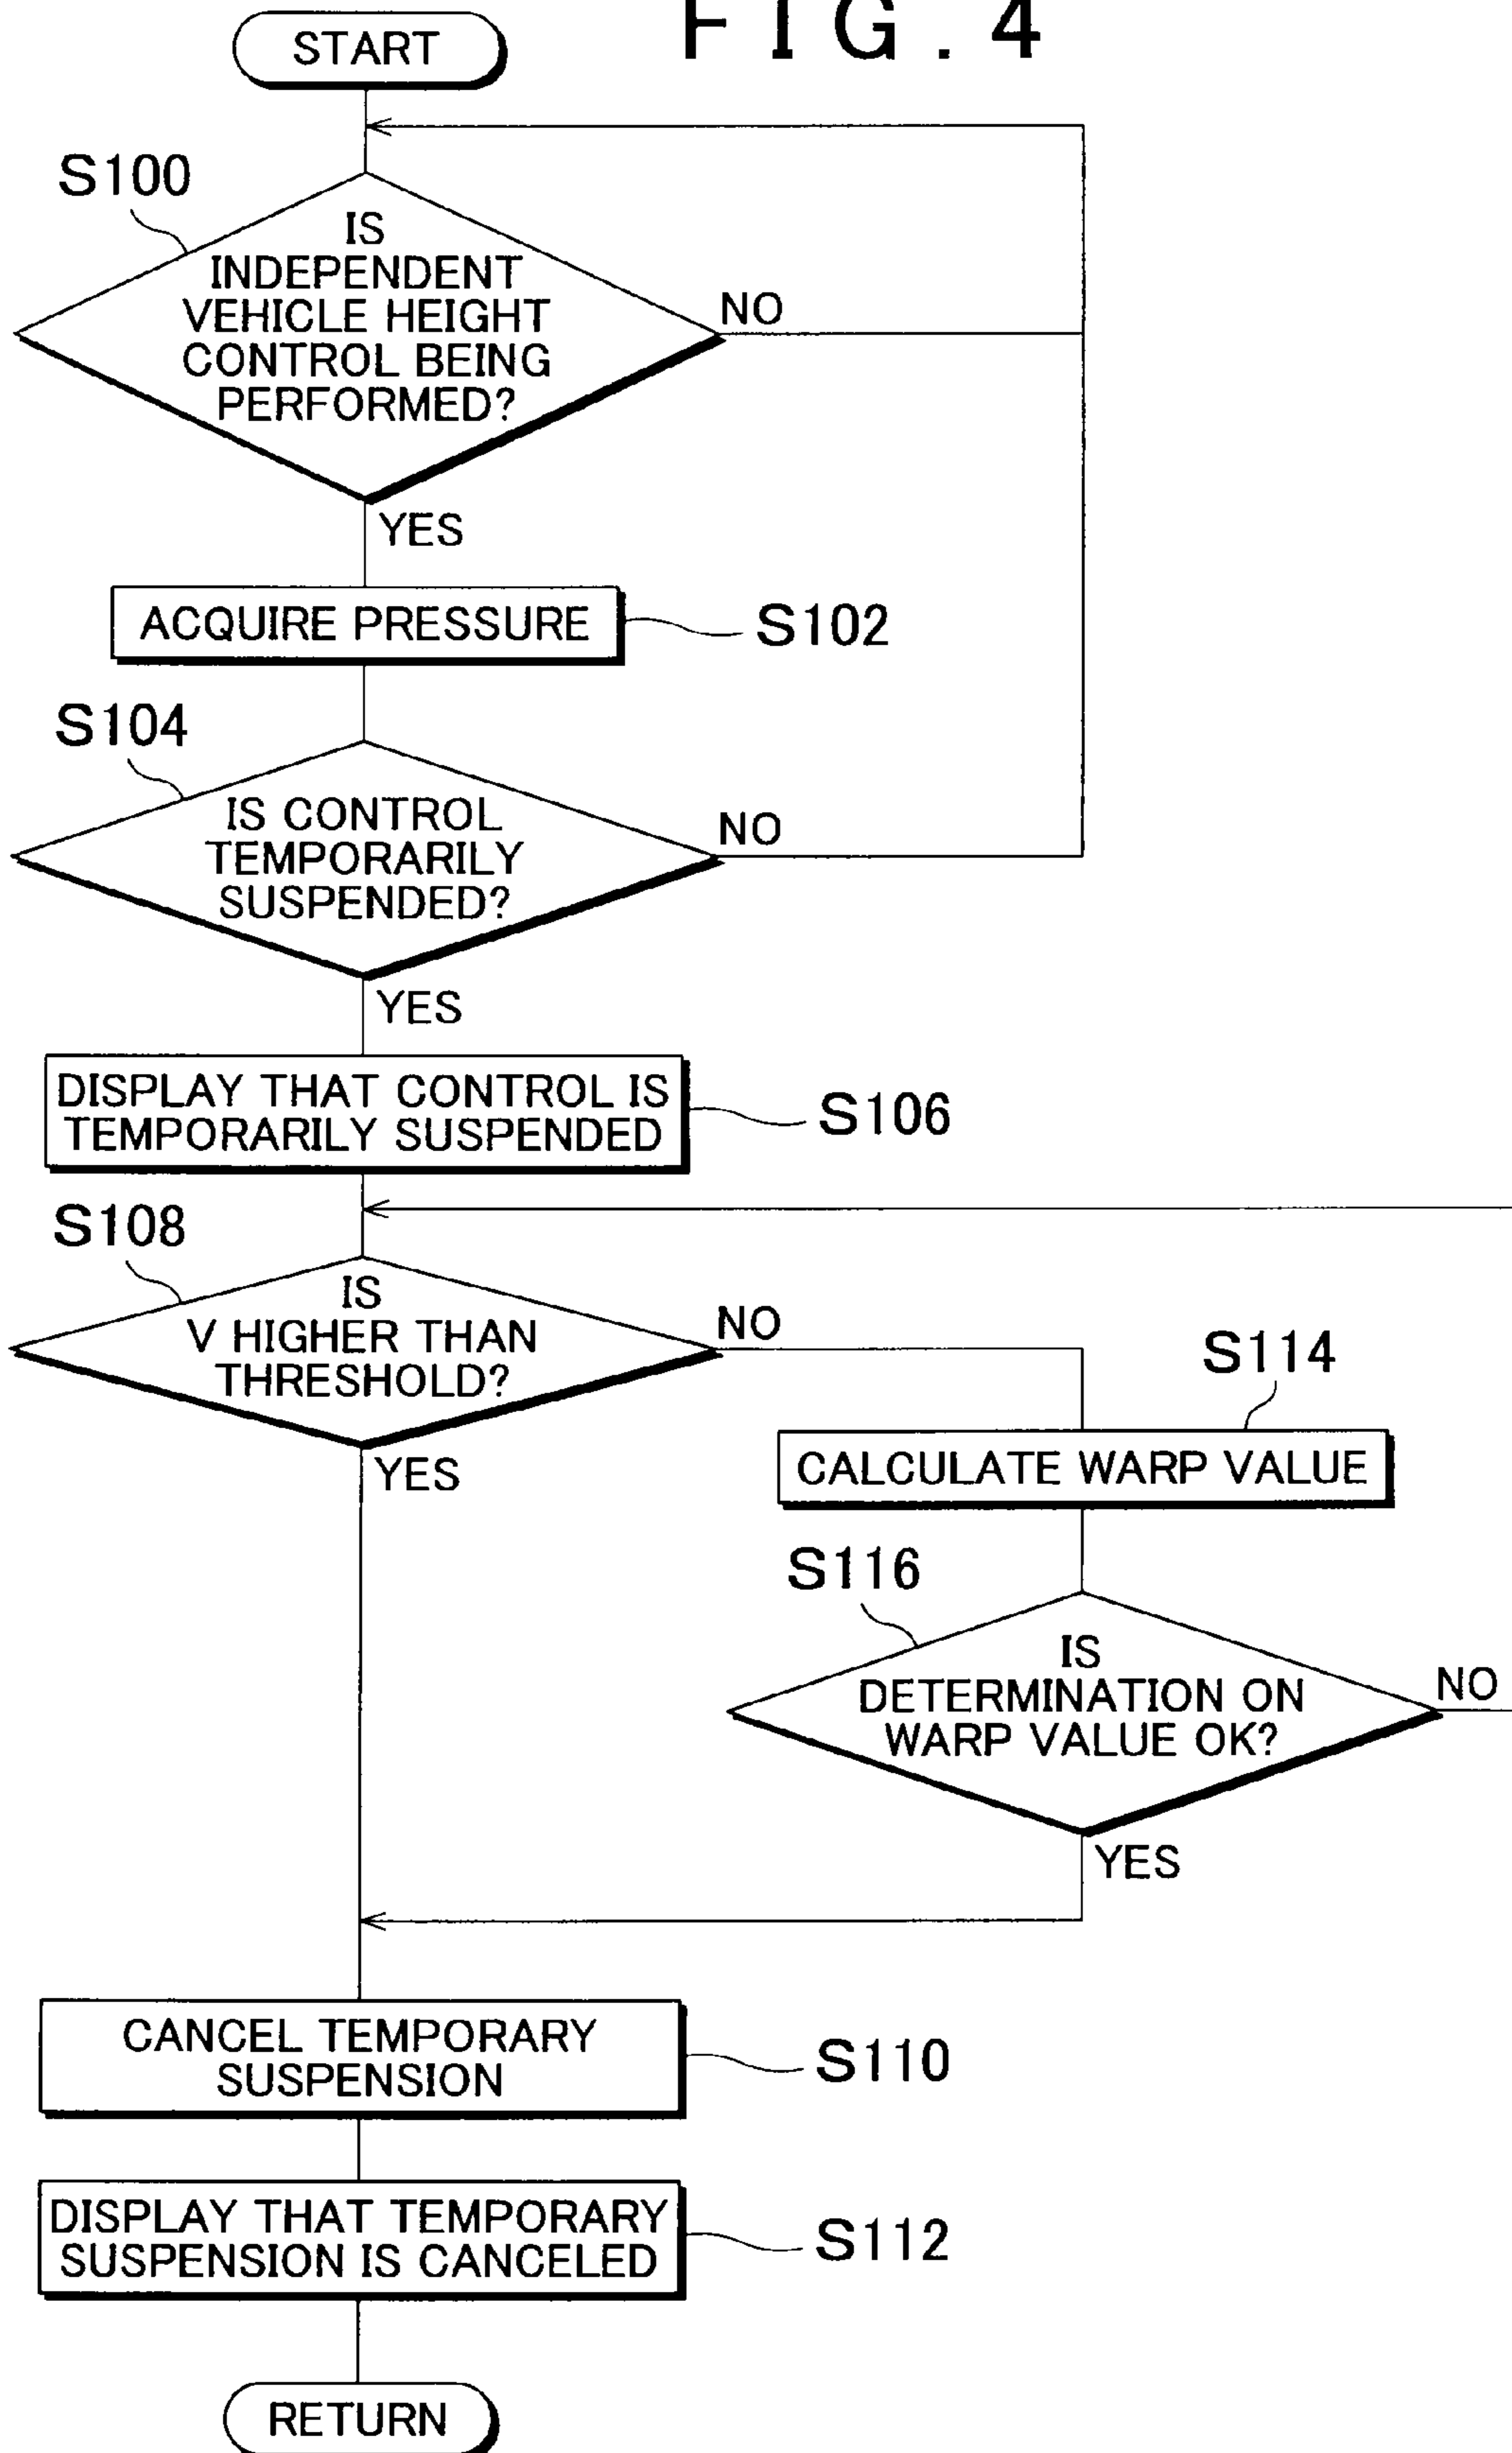 FIG. 4
START
S100
IS
INDEPENDENT
VEHICLE HEIGHT
CONTROL BEING
PERFORMED?
NO
YES
ACQUIRE PRESSURE
S102
S104
IS CONTROL
TEMPORARILY
SUSPENDED?
NO
YES
DISPLAY THAT CONTROL IS
TEMPORARILY SUSPENDED
S106
S108
IS
V HIGHER THAN
THRESHOLD?
NO
YES
S114
CALCULATE WARP VALUE
S116
IS
DETERMINATION ON
WARP VALUE OK?
NO
YES
CANCEL TEMPORARY
SUSPENSION
S110
DISPLAY THAT TEMPORARY
SUSPENSION IS CANCELED
S112
RETURN